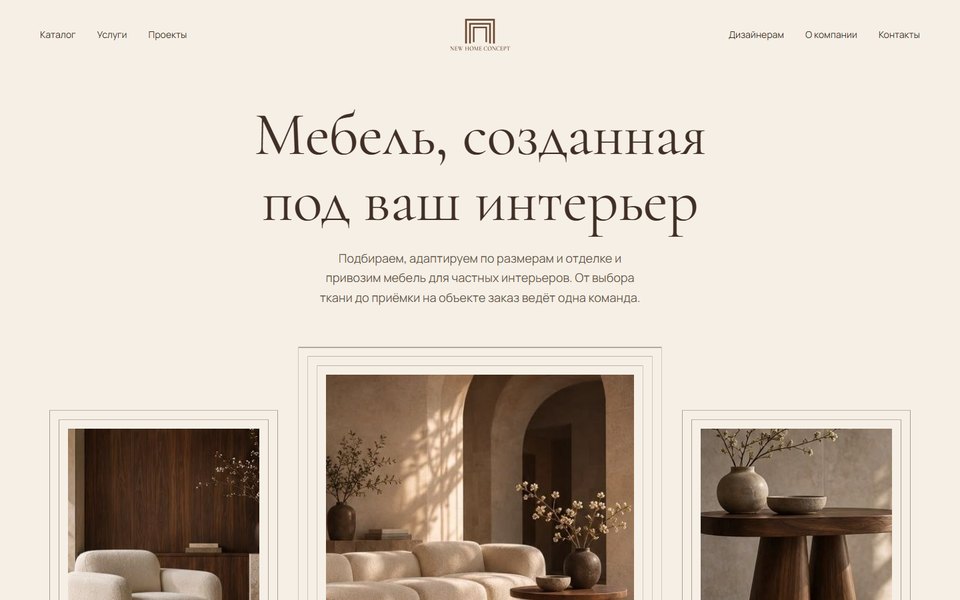 Каталог
Услуги
Проекты
NEW HOME CONCEPT
Дизайнерам
О компании
Контакты
Мебель, созданная
под ваш интерьер
Подбираем, адаптируем по размерам и отделке и
привозим мебель для частных интерьеров. От выбора
ткани до приёмки на объекте заказ ведёт одна команда.